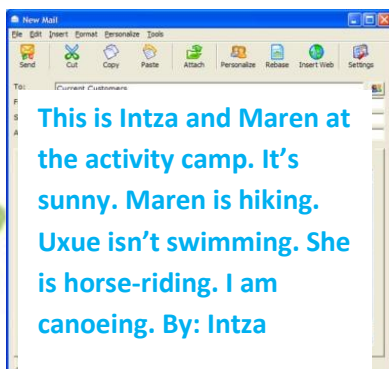 New Mail
File Edit Insert Format Personalize Tools
Send Cut Copy Paste Attach Personalize Rebase Insert Web Settings
To: Current Customers
This is Intza and Maren at
the activity camp. It's
sunny. Maren is hiking.
Uxue isn't swimming. She
is horse-riding. I am
canoeing. By: Intza